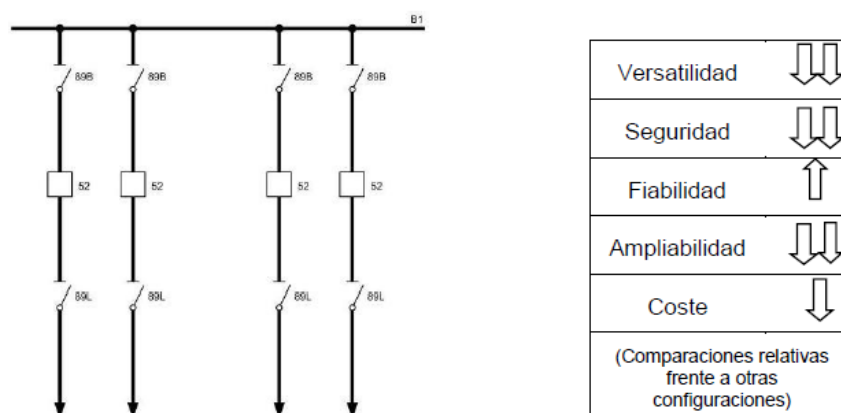 B1
89B 89B 89B 89B
52 52 52 52
89L 89L 89L 89L
Versatilidad
Seguridad
Fiabilidad
Ampliabilidad
Coste
(Comparaciones relativas
frente a otras
configuraciones)